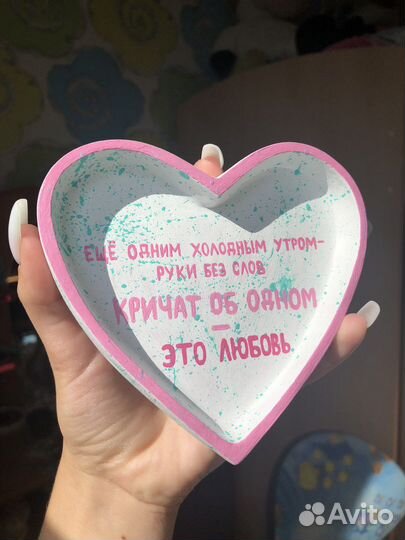 ЕЩЁ ОДНИМ ХОЛОДНЫМ УТРОМ-
РУКИ БЕЗ СЛОВ
КРИЧАТ ОБ ОДНОМ
—
ЭТО ЛЮБОВЬ.
Avito